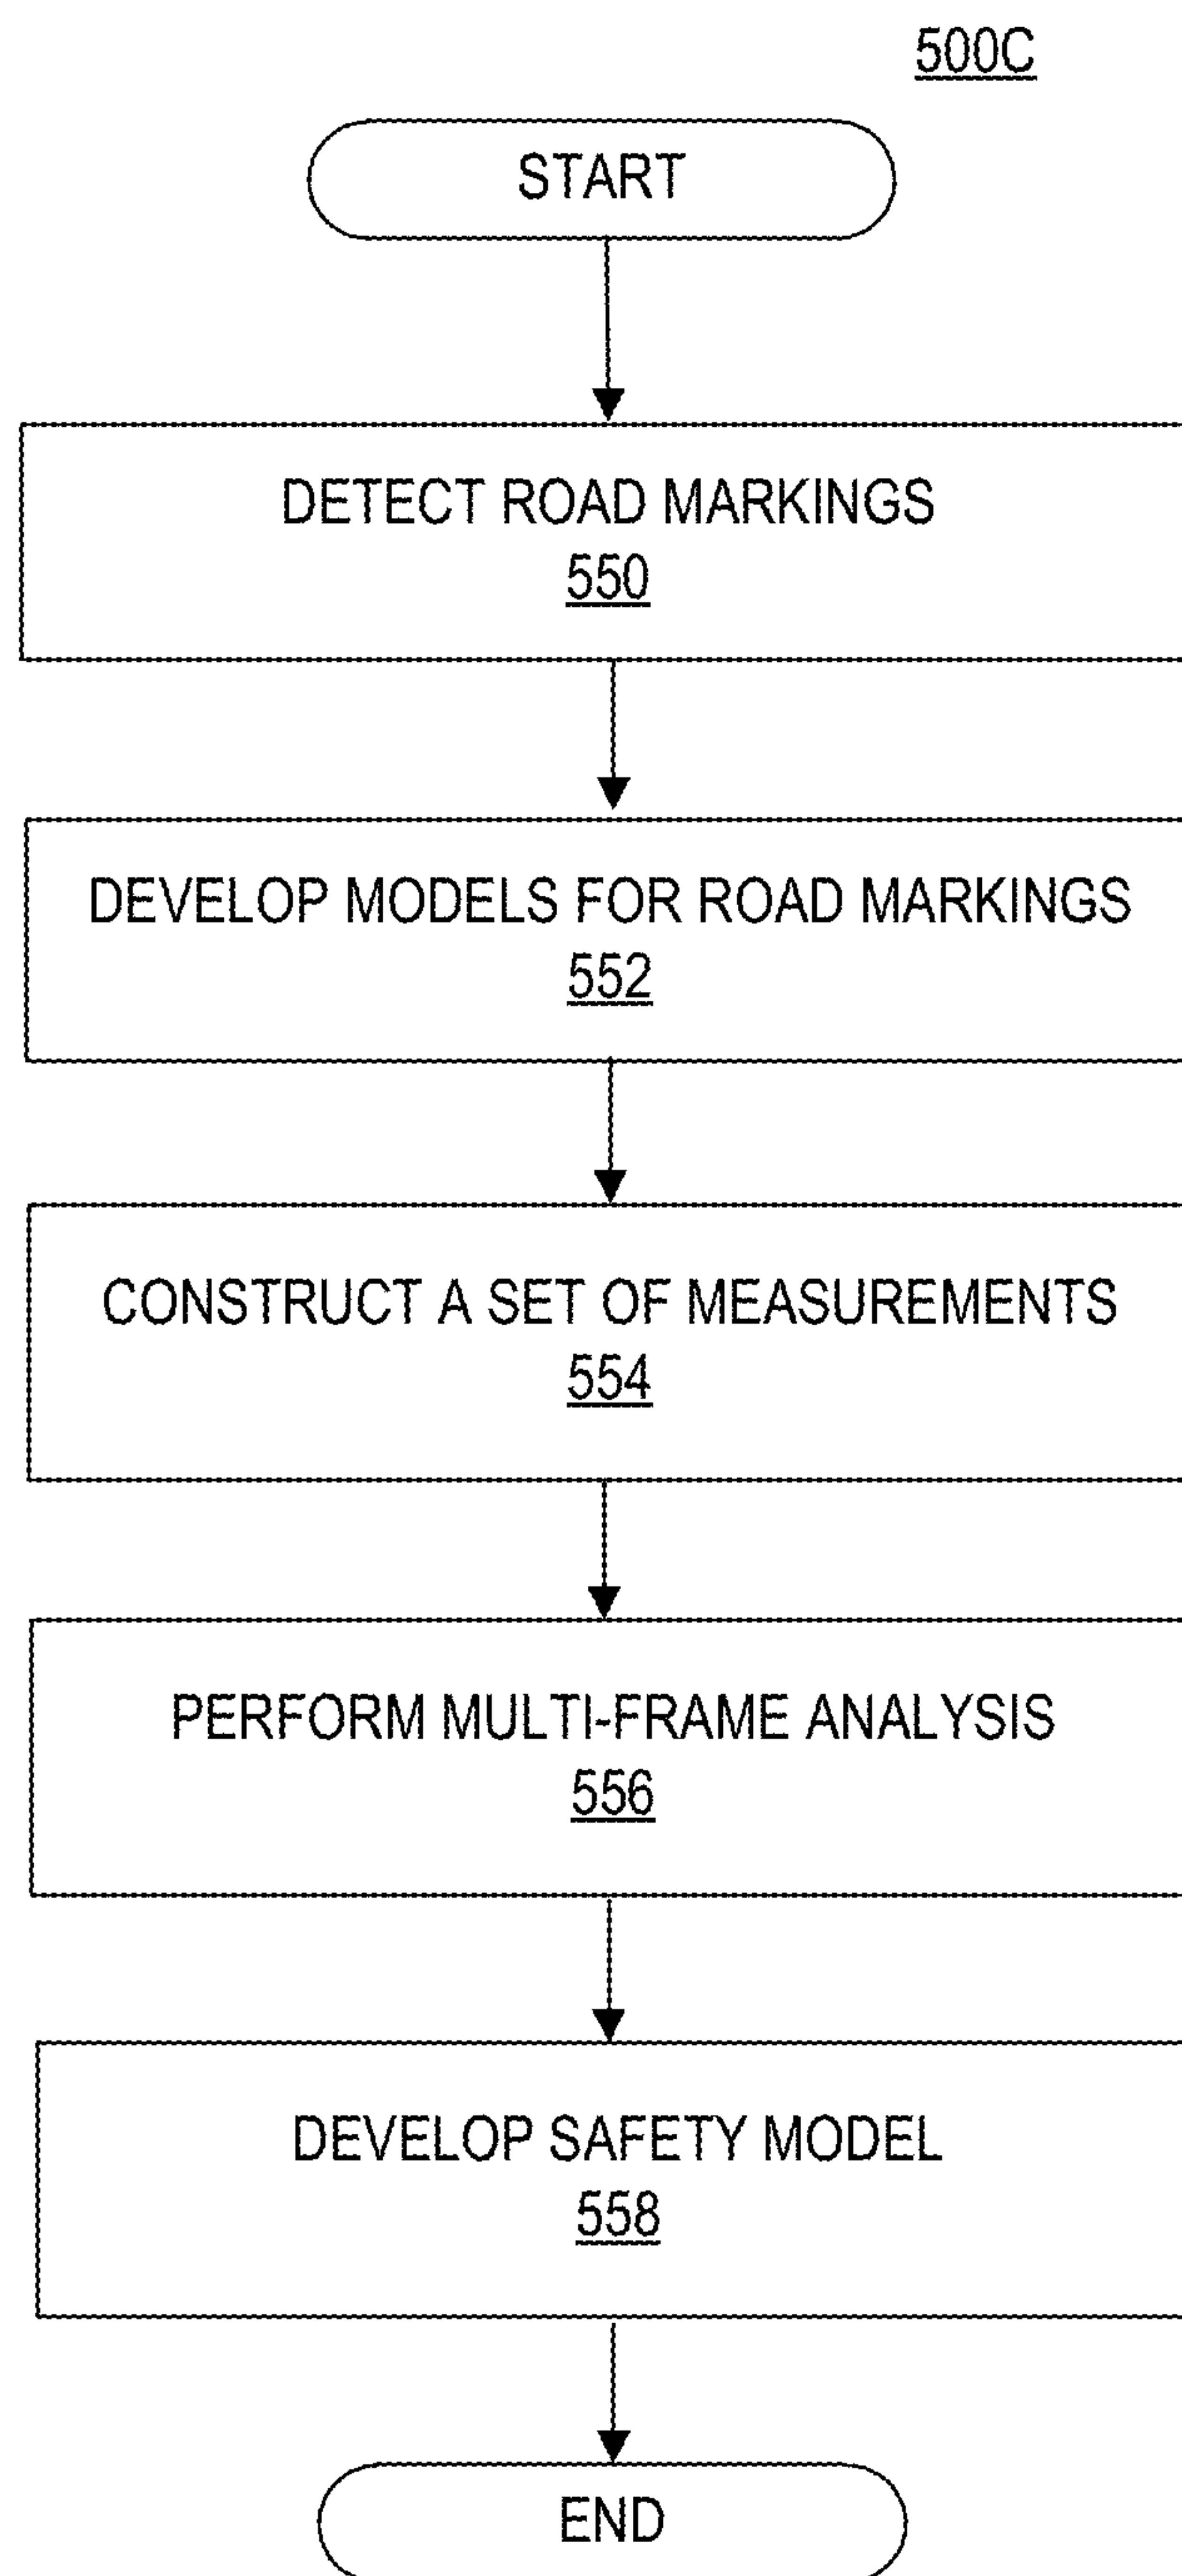 500C
START
DETECT ROAD MARKINGS
550
DEVELOP MODELS FOR ROAD MARKINGS
552
CONSTRUCT A SET OF MEASUREMENTS
554
PERFORM MULTI-FRAME ANALYSIS
556
DEVELOP SAFETY MODEL
558
END